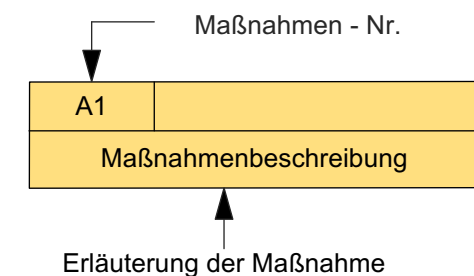 Maßnahmen - Nr.
A1
Maßnahmenbeschreibung
Erläuterung der Maßnahme